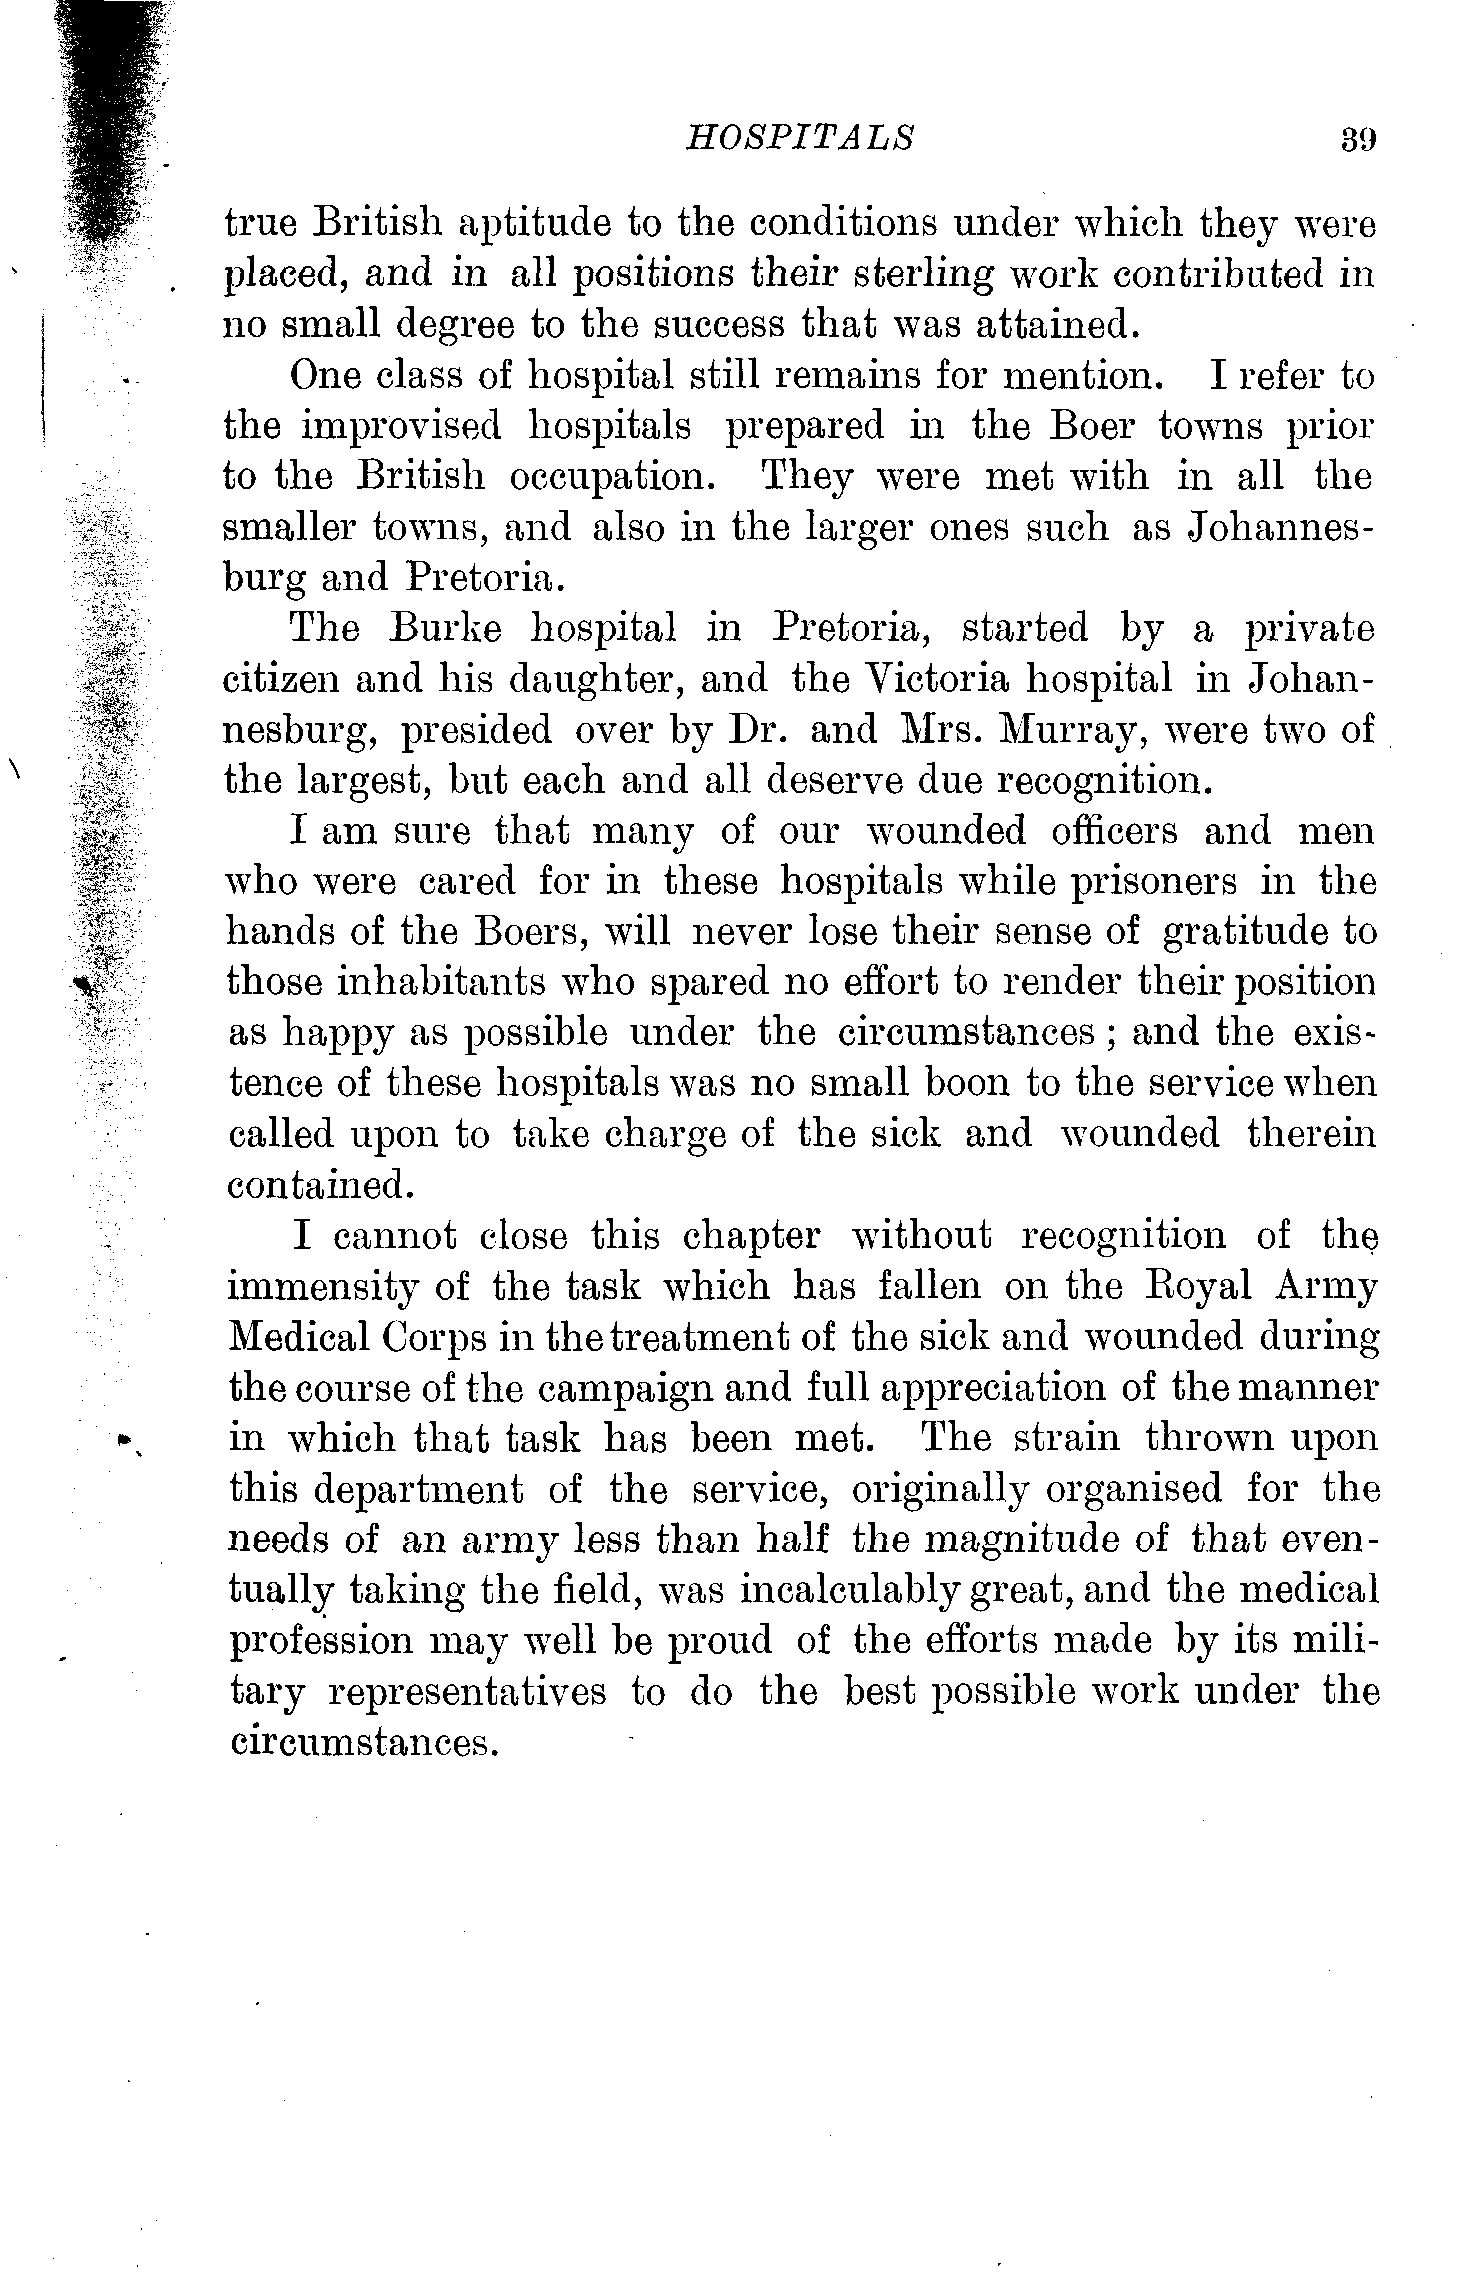 HOSPITALS 39
true British aptitude to the conditions under which they were
placed, and in all positions their sterling work contributed in
no small degree to the success that was attained.
One class of hospital still remains for mention. I refer to
the improvised hospitals prepared in the Boer towns prior
to the British occupation. They were met with in all the
smaller towns, and also in the larger ones such as Johannes-
burg and Pretoria.
The Burke hospital in Pretoria, started by a private
citizen and his daughter, and the Victoria hospital in Johan-
nesburg, presided over by Dr. and Mrs. Murray, were two of
the largest, but each and all deserve due recognition.
I am sure that many of our wounded officers and men
who were cared for in these hospitals while prisoners in the
hands of the Boers, will never lose their sense of gratitude to
those inhabitants who spared no effort to render their position
as happy as possible under the circumstances ; and the exis-
tence of these hospitals was no small boon to the service when
called upon to take charge of the sick and wounded therein
contained.
I cannot close this chapter without recognition of the
immensity of the task which has fallen on the Royal Army
Medical Corps in the treatment of the sick and wounded during
the course of the campaign and full appreciation of the manner
in which that task has been met. The strain thrown upon
this department of the service, originally organised for the
needs of an army less than half the magnitude of that even-
tually taking the field, was incalculably great, and the medical
profession may well be proud of the efforts made by its mili-
tary representatives to do the best possible work under the
circumstances.